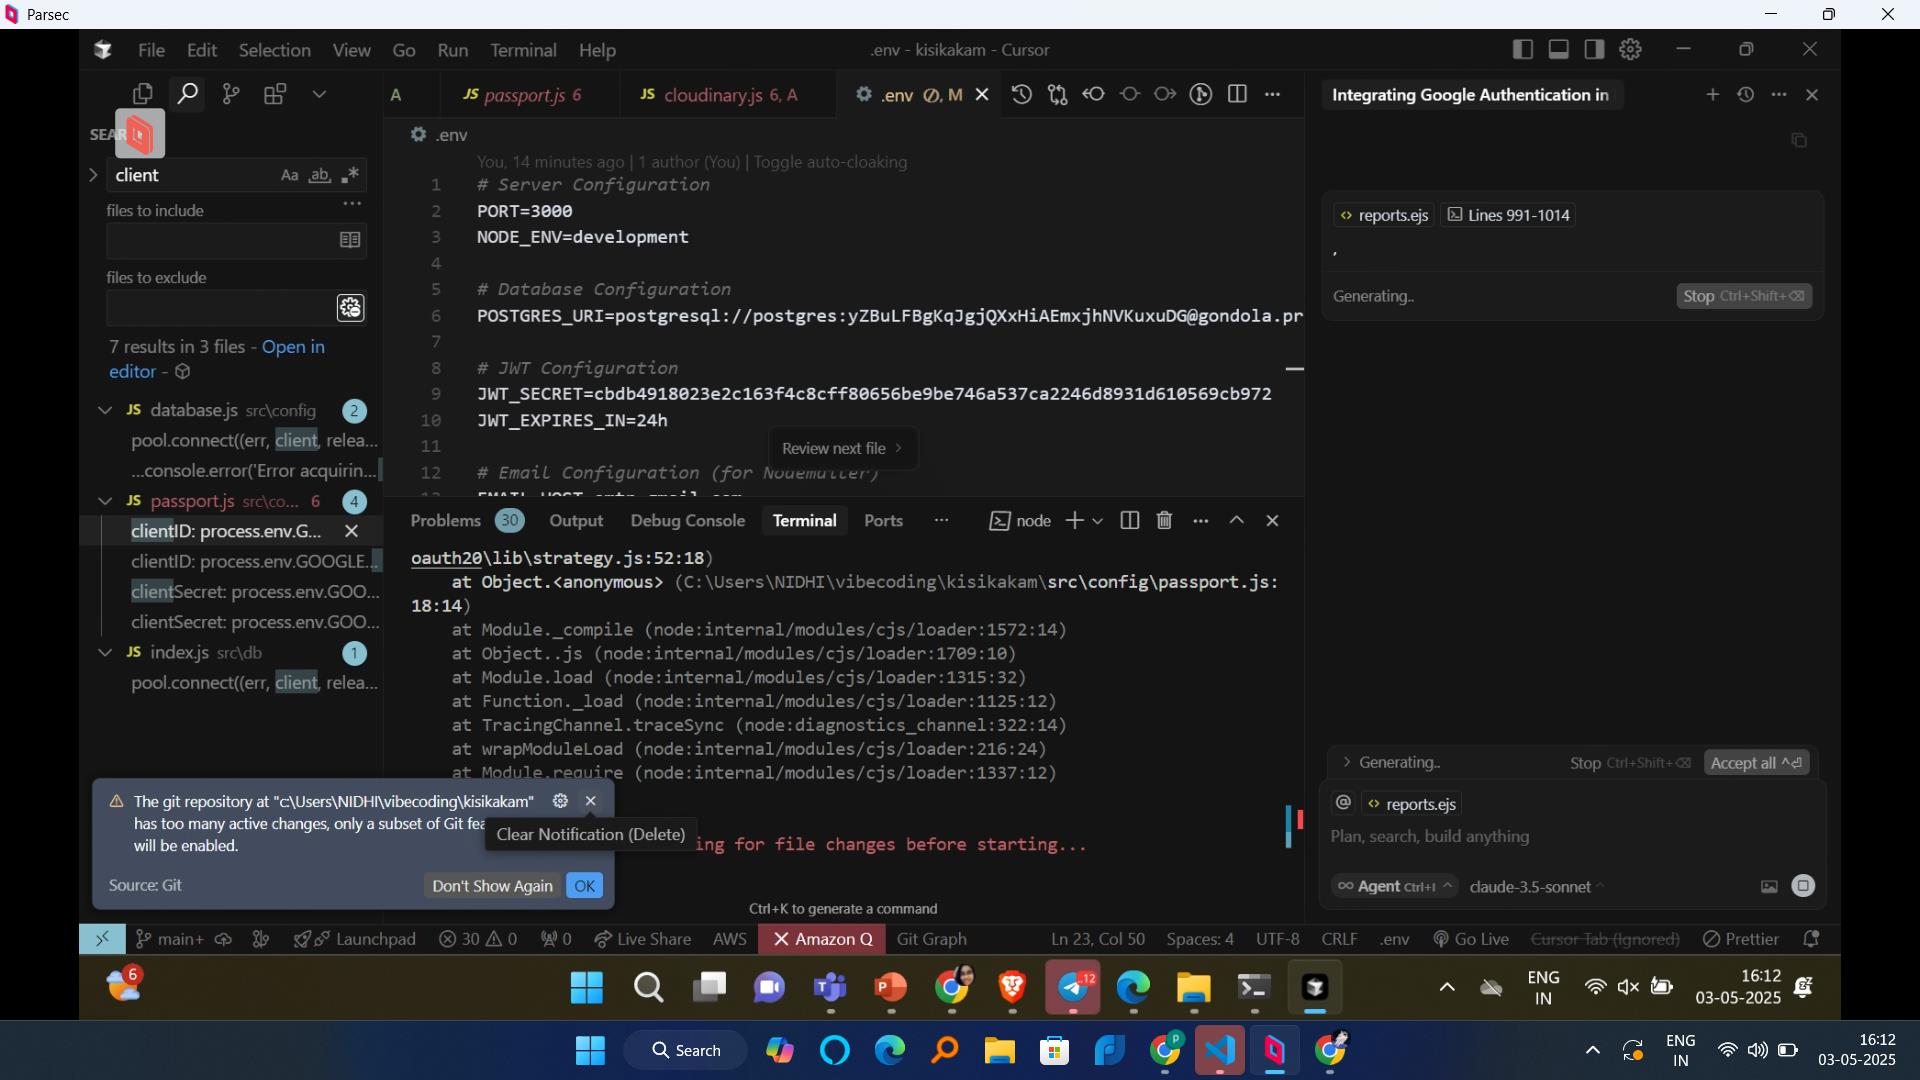 Parsec
File Edit Selection View Go Run Terminal Help
.env - kisikakam - Cursor
A
JS passport.js 6
JS cloudinary.js 6, A
.env M
Integrating Google Authentication in
SEAR
client
Aa ab
files to include
files to exclude
7 results in 3 files - Open in
editor -
JS database.js src\config 2
pool.connect((err, client, relea...
...console.error('Error acquirin...
JS passport.js src\co... 6 4
clientID: process.env.G...
clientID: process.env.GOOGLE...
clientSecret: process.env.GOO...
clientSecret: process.env.GOO...
JS index.js src\db 1
pool.connect((err, client, relea...
.env
You, 14 minutes ago | 1 author (You) | Toggle auto-cloaking
1 # Server Configuration
2 PORT=3000
3 NODE_ENV=development
4
5 # Database Configuration
6 POSTGRES_URI=postgresql://postgres:yZBuLFBgKqJgjQXxHiAEmxjhNVKuxuDG@gondola.pr
7
8 # JWT Configuration
9 JWT_SECRET=cbdb4918023e2c163f4c8cff80656be9be746a537ca2246d8931d610569cb972
10 JWT_EXPIRES_IN=24h
11
12 # Email Configuration (for Nodemailer)
Review next file >
Problems 30 Output Debug Console Terminal Ports ... node
oauth20\lib\strategy.js:52:18)
at Object.<anonymous> (C:\Users\NIDHI\vibecoding\kisikakam\src\config\passport.js:
18:14)
at Module._compile (node:internal/modules/cjs/loader:1572:14)
at Object..js (node:internal/modules/cjs/loader:1709:10)
at Module.load (node:internal/modules/cjs/loader:1315:32)
at Function._load (node:internal/modules/cjs/loader:1125:12)
at TracingChannel.traceSync (node:diagnostics_channel:322:14)
at wrapModuleLoad (node:internal/modules/cjs/loader:216:24)
at Module.require (node:internal/modules/cjs/loader:1337:12)
ing for file changes before starting...
Ctrl+K to generate a command
The git repository at "c:\Users\NIDHI\vibecoding\kisikakam"
has too many active changes, only a subset of Git fea
will be enabled.
Clear Notification (Delete)
Source: Git
Don't Show Again OK
reports.ejs Lines 991-1014
,
Generating..
Stop Ctrl+Shift+⌫
> Generating.. Stop Ctrl+Shift+⌫ Accept all ^⏎
@ reports.ejs
Plan, search, build anything
∞ Agent Ctrl+I claude-3.5-sonnet
main+ Launchpad 30 0 0 Live Share AWS Amazon Q Git Graph Ln 23, Col 50 Spaces: 4 UTF-8 CRLF .env Go Live Cursor Tab (Ignored) Prettier
6
12
ENG
IN
16:12
03-05-2025
Search
P
ENG
IN
16:12
03-05-2025